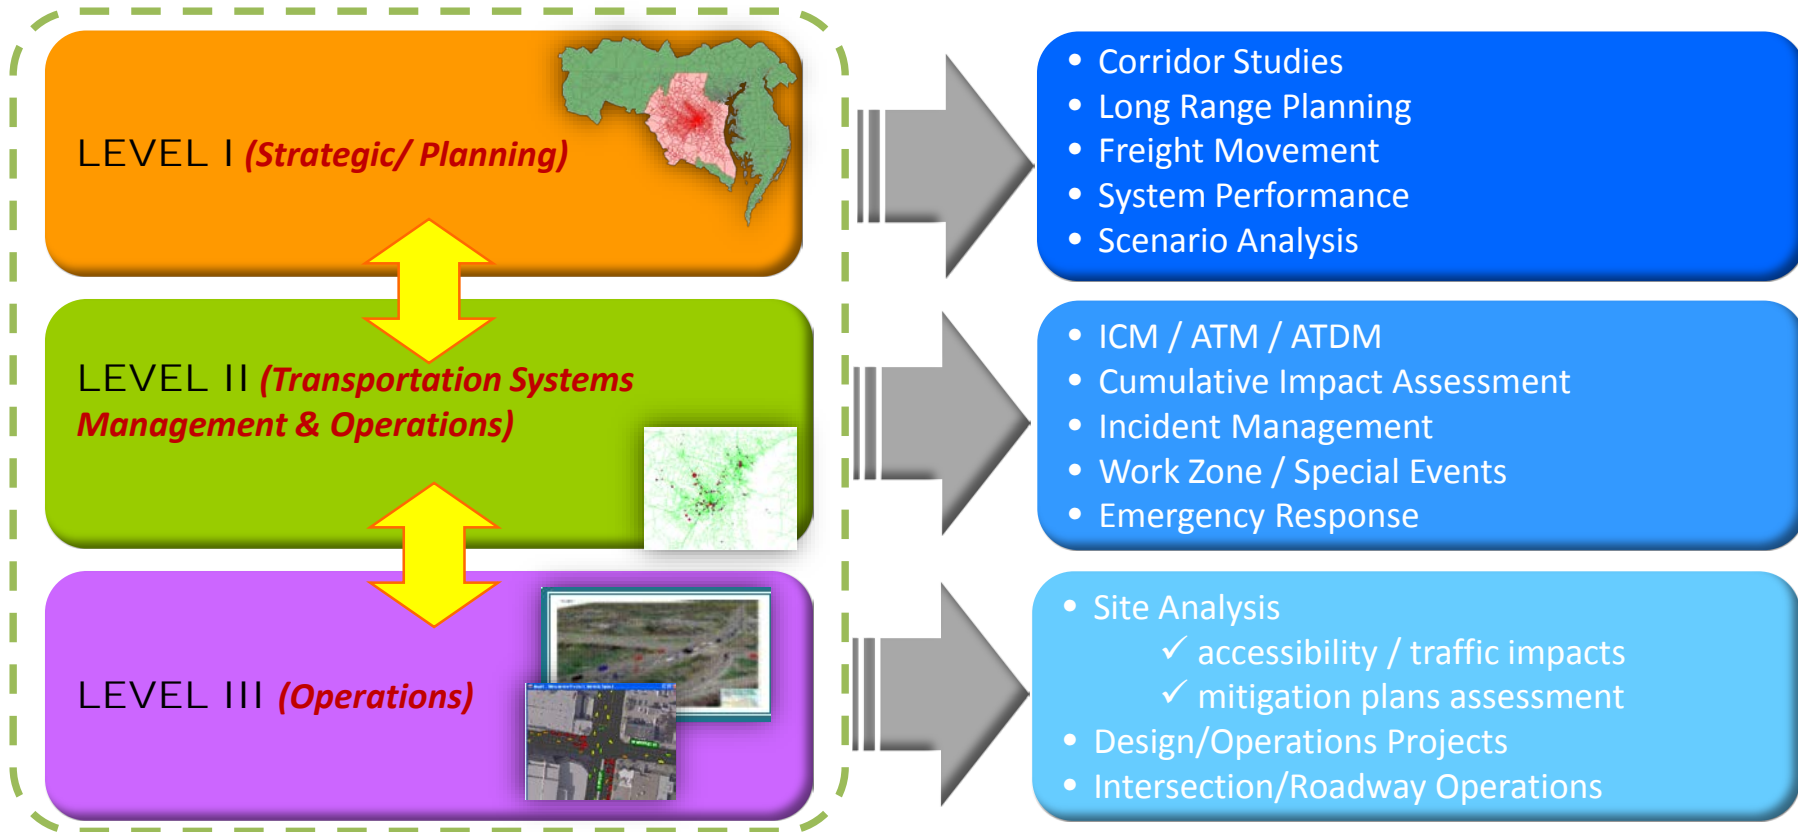 LEVEL I (Strategic/ Planning)
• Corridor Studies
• Long Range Planning
• Freight Movement
• System Performance
• Scenario Analysis
LEVEL II (Transportation Systems
Management & Operations)
• ICM / ATM / ATDM
• Cumulative Impact Assessment
• Incident Management
• Work Zone / Special Events
• Emergency Response
LEVEL III (Operations)
• Site Analysis
✓ accessibility / traffic impacts
✓ mitigation plans assessment
• Design/Operations Projects
• Intersection/Roadway Operations